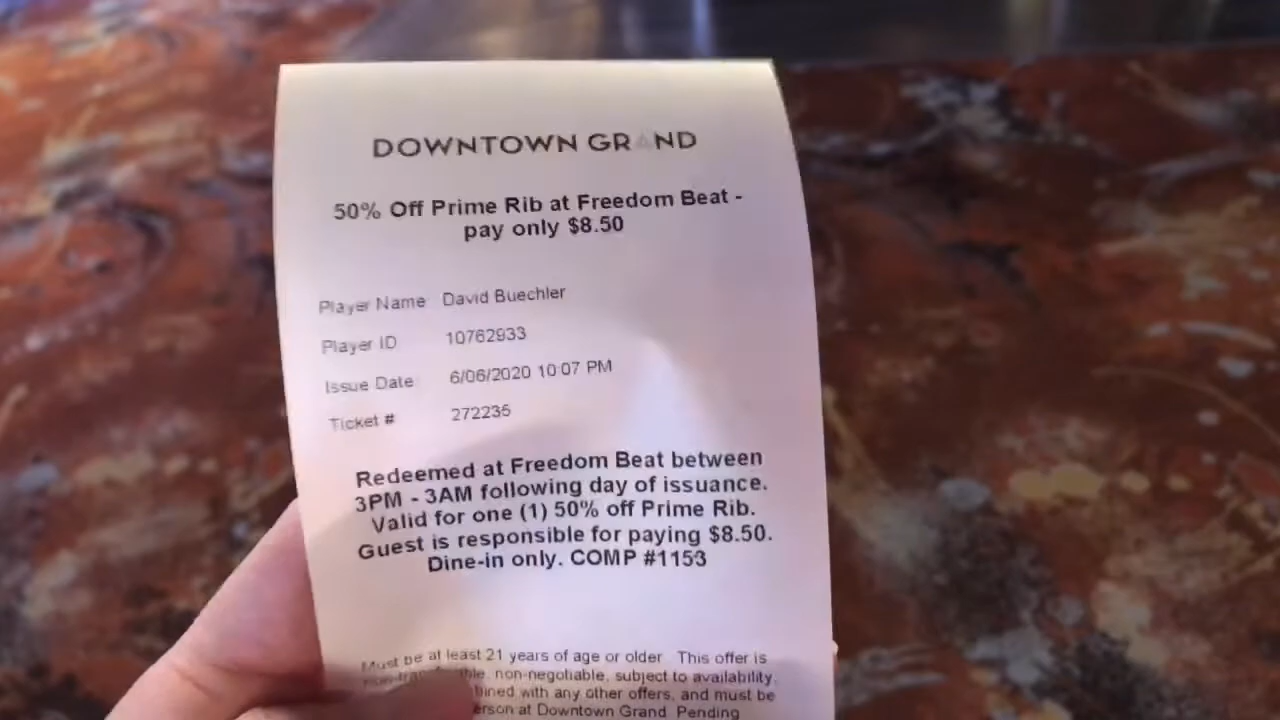 DOWNTOWN GRAND
50% Off Prime Rib at Freedom Beat -
pay only $8.50
Player Name David Buechler
Player ID 10762933
Issue Date 6/06/2020 10:07 PM
Ticket # 272235
Redeemed at Freedom Beat between
3PM - 3AM following day of issuance.
Valid for one (1) 50% off Prime Rib.
Guest is responsible for paying $8.50.
Dine-in only. COMP #1153
Must be at least 21 years of age or older This offer is
non-negotiable, subject to availability,
with any other offers, and must be
at Downtown Grand Pending